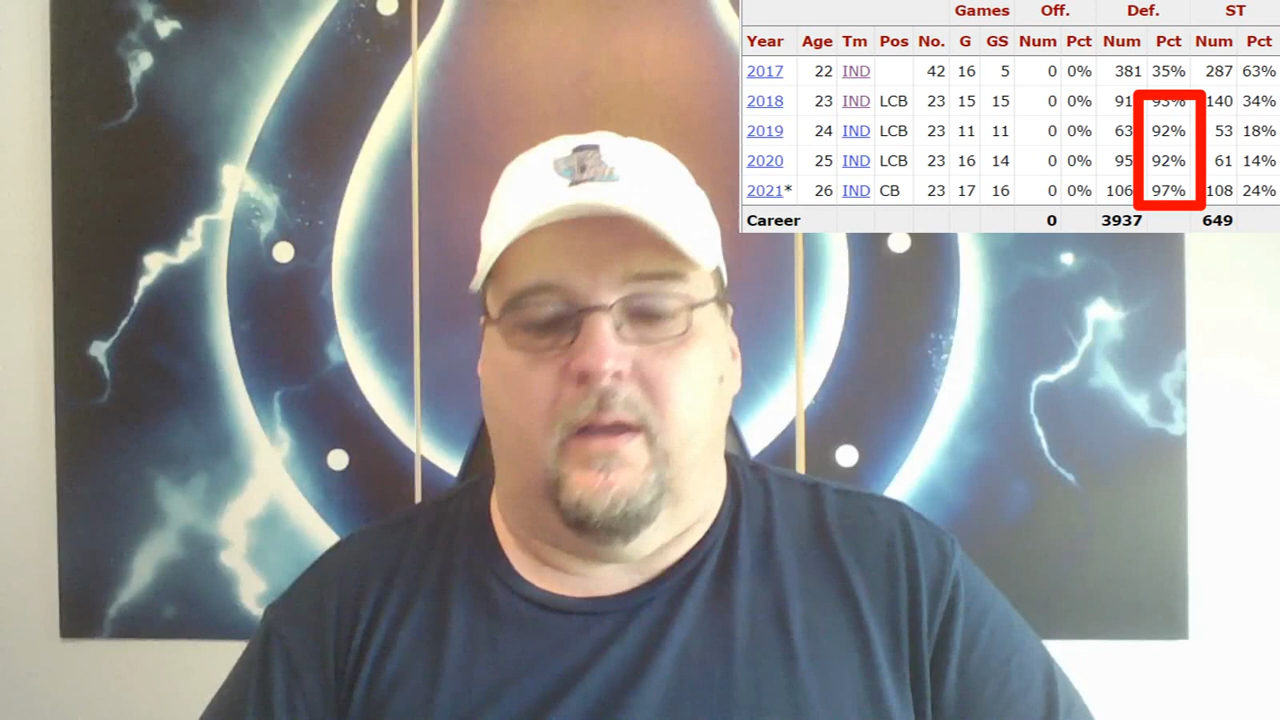 Games Off. Def. ST
Year Age Tm Pos No. G GS Num Pct Num Pct Num Pct
2017 22 IND 42 16 5 0 0% 381 35% 287 63%
2018 23 IND LCB 23 15 15 0 0% 91 93% 140 34%
2019 24 IND LCB 23 11 11 0 0% 63 92% 53 18%
2020 25 IND LCB 23 16 14 0 0% 95 92% 61 14%
2021* 26 IND CB 23 17 16 0 0% 106 97% 108 24%
Career 0 3937 649